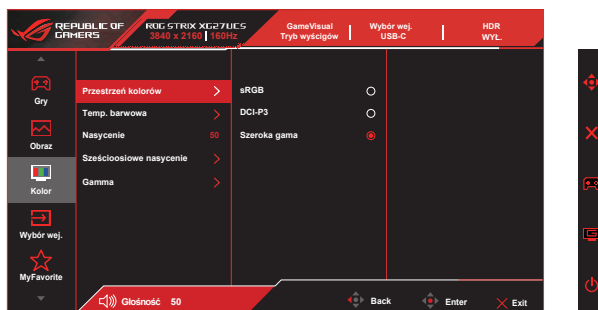 REPUBLIC OF
GAMERS
ROG STRIX XG27UCS
3840 x 2160 160Hz
GameVisual
Tryb wyścigów
Wybór wej.
USB-C
HDR
WYŁ.
Gry
Obraz
Kolor
Wybór wej.
MyFavorite
Przestrzeń kolorów
Temp. barwowa
Nasycenie 50
Sześcioosiowe nasycenie
Gamma
sRGB
DCI-P3
Szeroka gama
Głośność 50
Back
Enter
Exit